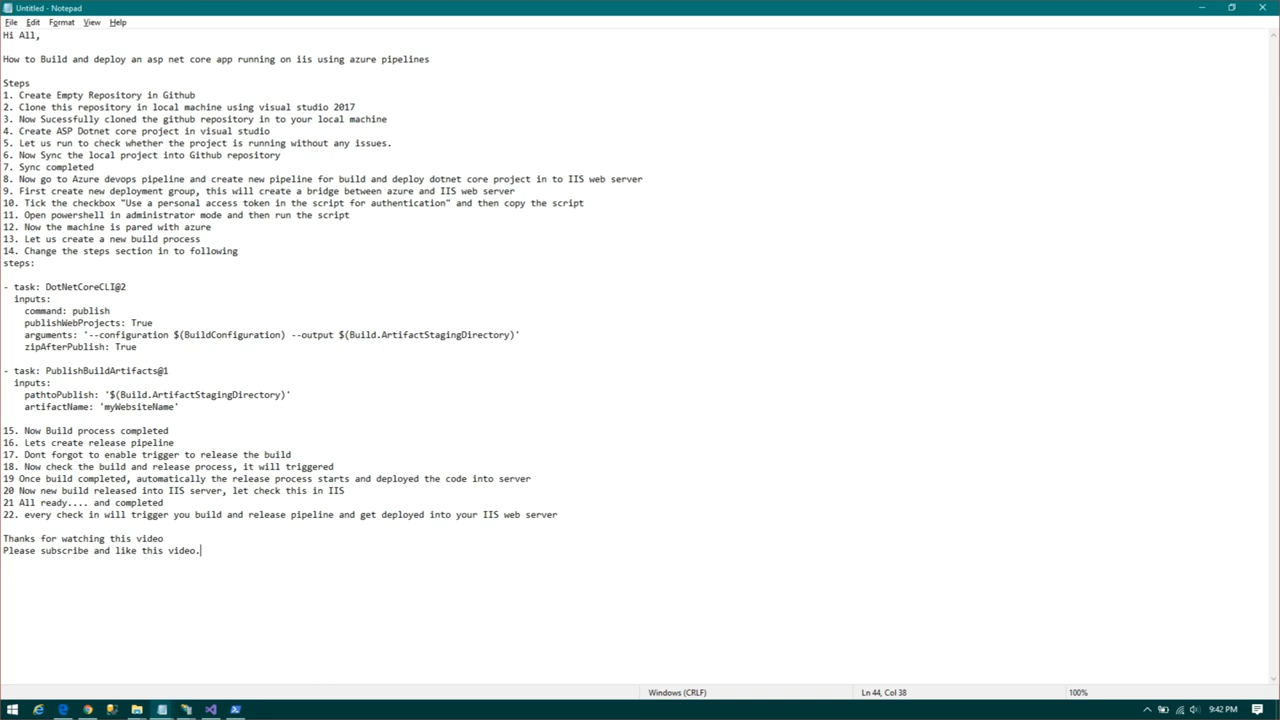 Untitled - Notepad
File Edit Format View Help
Hi All,
How to Build and deploy an asp net core app running on iis using azure pipelines
Steps
1. Create Empty Repository in Github
2. Clone this repository in local machine using visual studio 2017
3. Now Sucessfully cloned the github repository in to your local machine
4. Create ASP Dotnet core project in visual studio
5. Let us run to check whether the project is running without any issues.
6. Now Sync the local project into Github repository
7. Sync completed
8. Now go to Azure devops pipeline and create new pipeline for build and deploy dotnet core project in to IIS web server
9. First create new deployment group, this will create a bridge between azure and IIS web server
10. Tick the checkbox "Use a personal access token in the script for authentication" and then copy the script
11. Open powershell in administrator mode and then run the script
12. Now the machine is pared with azure
13. Let us create a new build process
14. Change the steps section in to following
steps:
- task: DotNetCoreCLI@2
inputs:
command: publish
publishWebProjects: True
arguments: '--configuration $(BuildConfiguration) --output $(Build.ArtifactStagingDirectory)'
zipAfterPublish: True
- task: PublishBuildArtifacts@1
inputs:
pathtoPublish: '$(Build.ArtifactStagingDirectory)'
artifactName: 'myWebsiteName'
15. Now Build process completed
16. Lets create release pipeline
17. Dont forgot to enable trigger to release the build
18. Now check the build and release process, it will triggered
19 Once build completed, automatically the release process starts and deployed the code into server
20 Now new build released into IIS server, let check this in IIS
21 All ready.... and completed
22. every check in will trigger you build and release pipeline and get deployed into your IIS web server
Thanks for watching this video
Please subscribe and like this video.
Windows (CRLF) Ln 44, Col 38 100%
9:42 PM